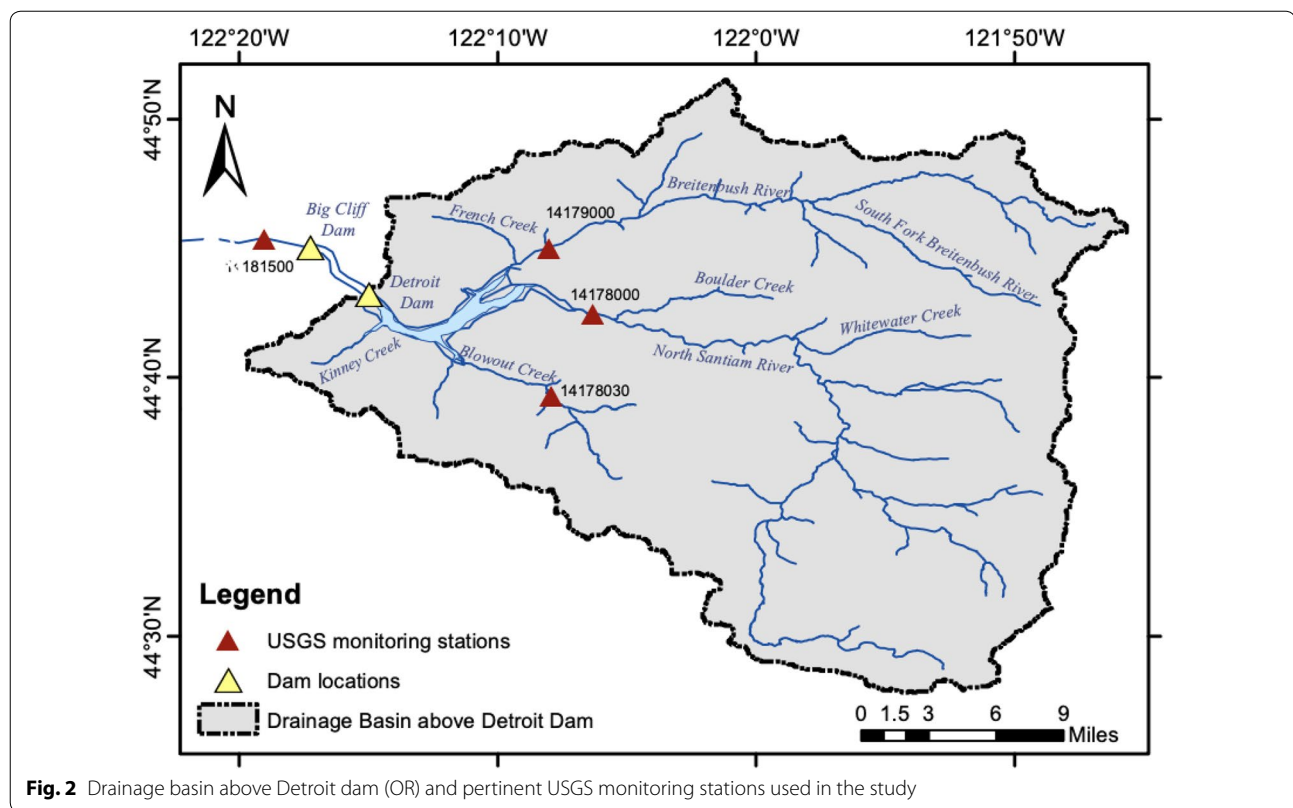 122°20'W 122°10'W 122°0'W 121°50'W
N
44°50'N
44°40'N
44°30'N
Breitenbush River
French Creek
14179000
South Fork Breitenbush River
Big Cliff
Dam
181500
Detroit
Dam
14178000
Boulder Creek
Whitewater Creek
North Santiam River
Kinney Creek
Blowout Creek
14178030
Legend
USGS monitoring stations
Dam locations
Drainage Basin above Detroit Dam
0 1.5 3 6 9
Miles
Fig. 2 Drainage basin above Detroit dam (OR) and pertinent USGS monitoring stations used in the study